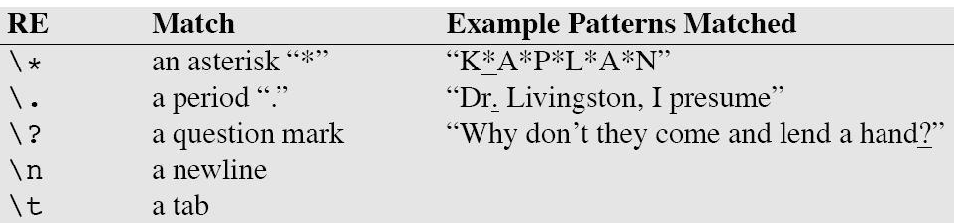 RE Match Example Patterns Matched
\* an asterisk “*” “K*A*P*L*A*N”
\. a period “.” “Dr. Livingston, I presume”
\? a question mark “Why don’t they come and lend a hand?”
\n a newline
\t a tab